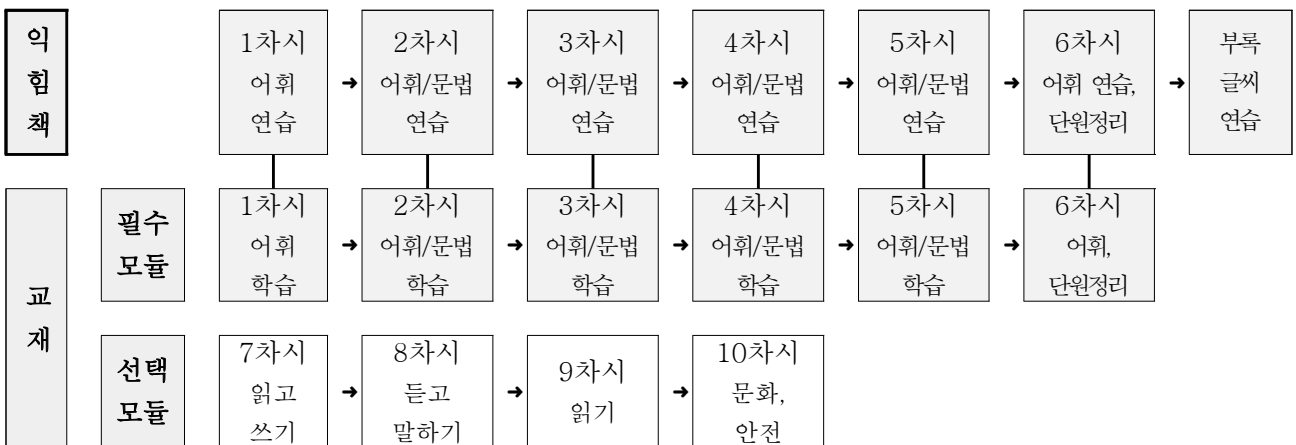 익
힘
책
1차시
어휘
연습
➜
2차시
어휘/문법
연습
➜
3차시
어휘/문법
연습
➜
4차시
어휘/문법
연습
➜
5차시
어휘/문법
연습
➜
6차시
어휘 연습,
단원정리
➜
부록
글씨
연습
교
재
필수
모듈
1차시
어휘
학습
➜
2차시
어휘/문법
학습
➜
3차시
어휘/문법
학습
➜
4차시
어휘/문법
학습
➜
5차시
어휘/문법
학습
➜
6차시
어휘,
단원정리
선택
모듈
7차시
읽고
쓰기
➜
8차시
듣고
말하기
➜
9차시
읽기
➜
10차시
문화,
안전